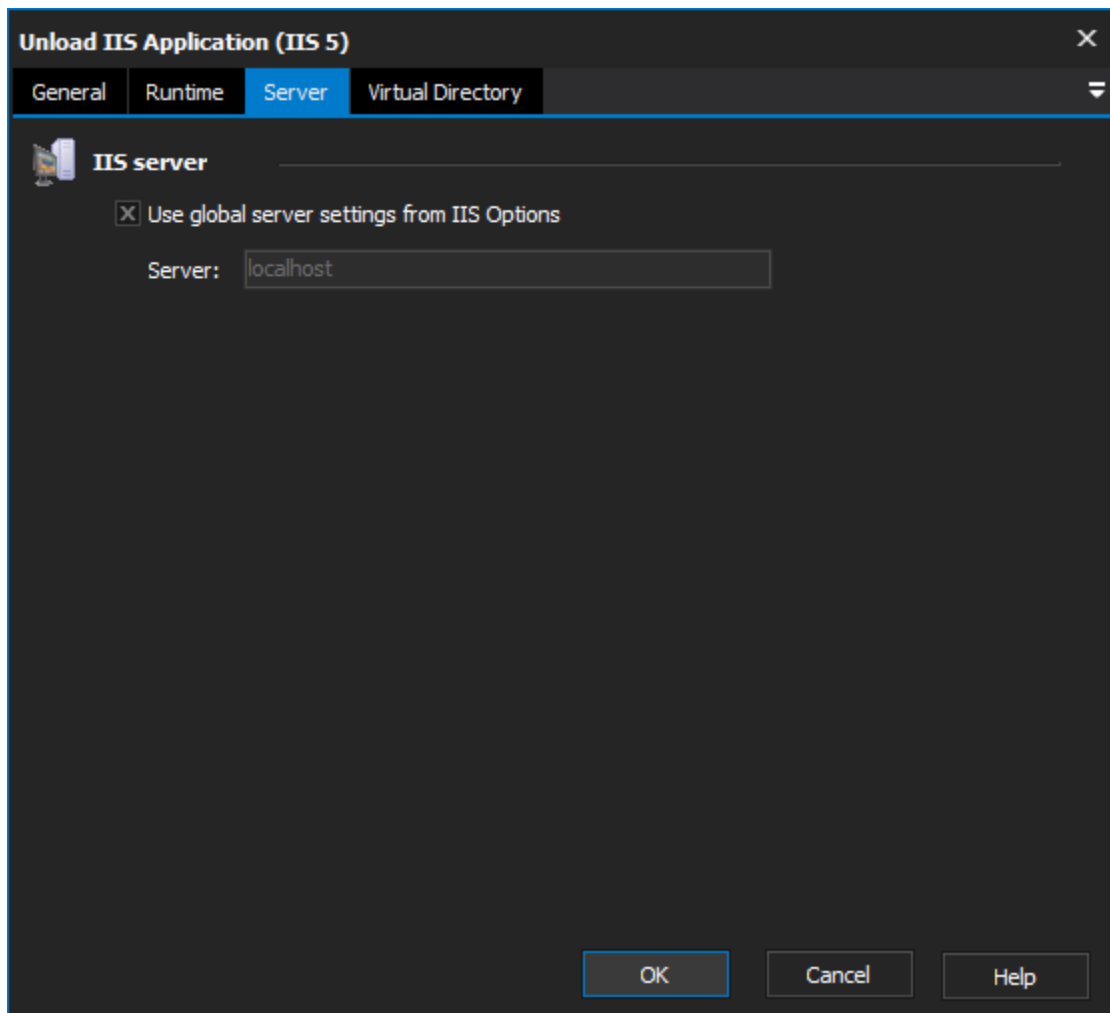 Unload IIS Application (IIS 5)
General Runtime Server Virtual Directory
IIS server
Use global server settings from IIS Options
Server: localhost
OK Cancel Help